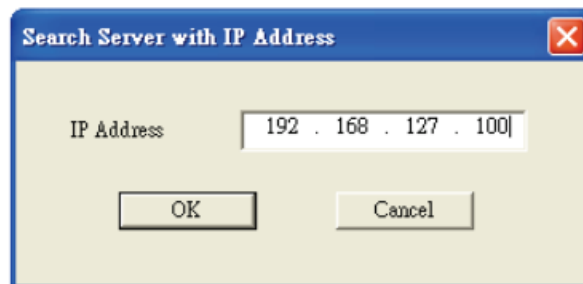 Search Server with IP Address
IP Address 192 . 168 . 127 . 100
OK Cancel